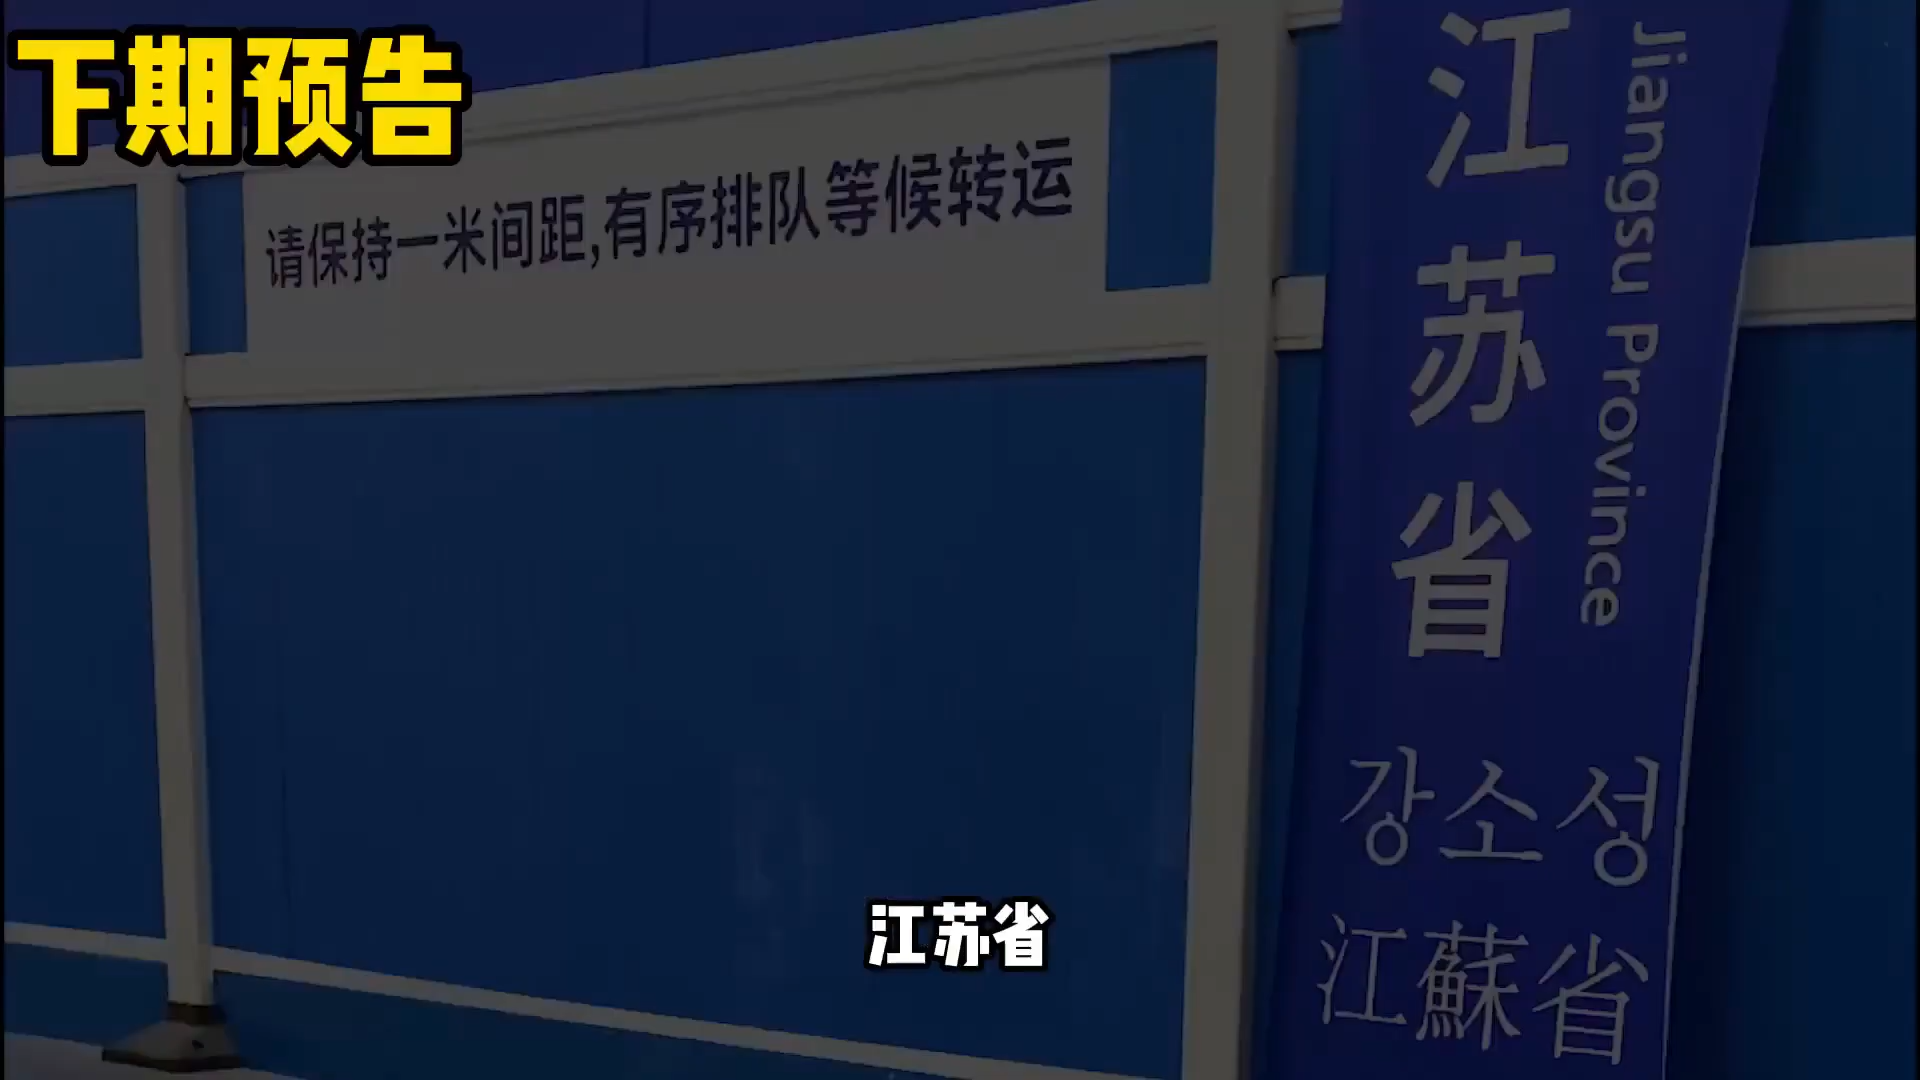 下期预告
请保持一米间距,有序排队等候转运
江苏省
Jiangsu Province
강소성
江蘇省
江苏省